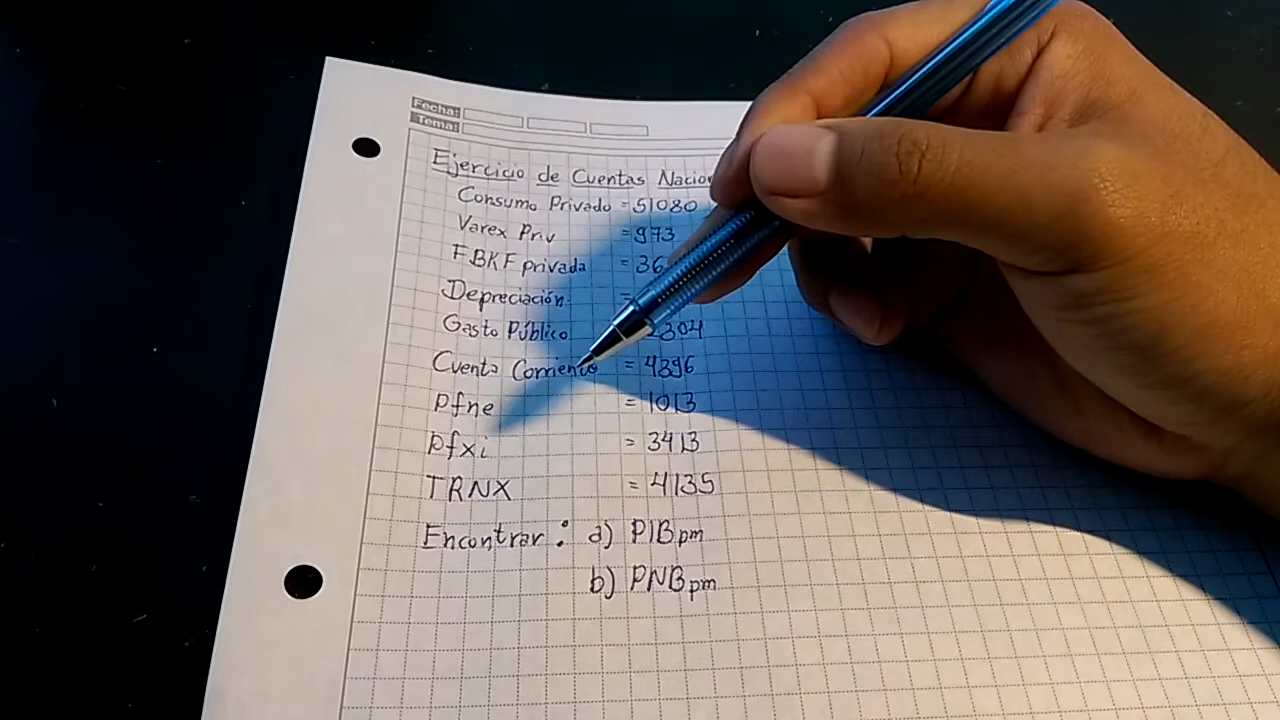 Fecha:
Tema:
Ejercicio de Cuentas
Consumo Privado = 51080
Varex Priv = 973
FBKF privada =
Depreciación =
Gasto Público
Cuenta Corriente = 4396
Pfne = 1013
Pfxi = 3413
TRNX = 4135
Encontrar: a) PIBpm
b) PNBpm